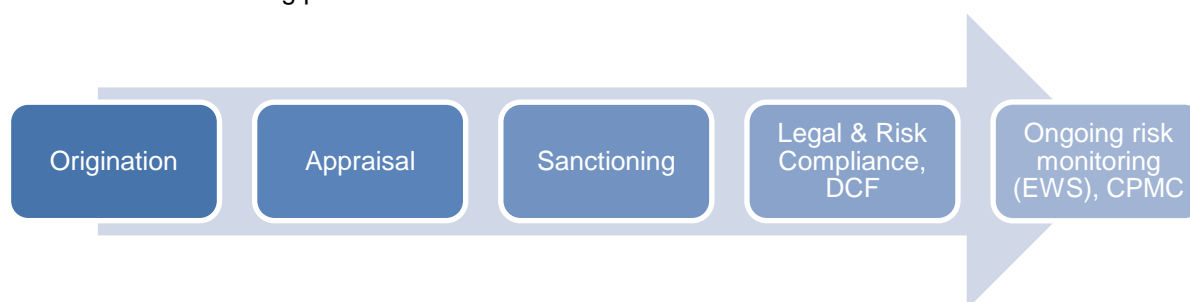 Origination
Appraisal
Sanctioning
Legal & Risk
Compliance,
DCF
Ongoing risk
monitoring
(EWS), CPMC